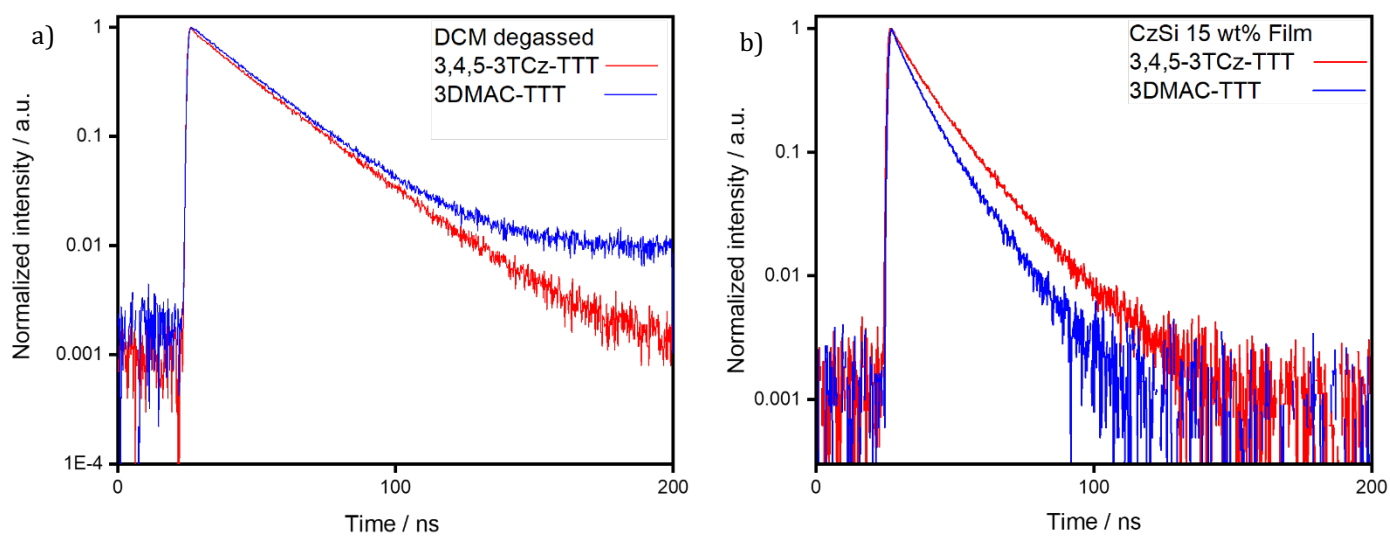 a)
DCM degassed
3,4,5-3TCz-TTT
3DMAC-TTT
1
0.1
0.01
0.001
1E-4
0
100
200
Normalized intensity / a.u.
Time / ns
b)
CzSi 15 wt% Film
3,4,5-3TCz-TTT
3DMAC-TTT
1
0.1
0.01
0.001
0
100
200
Normalized intensity / a.u.
Time / ns